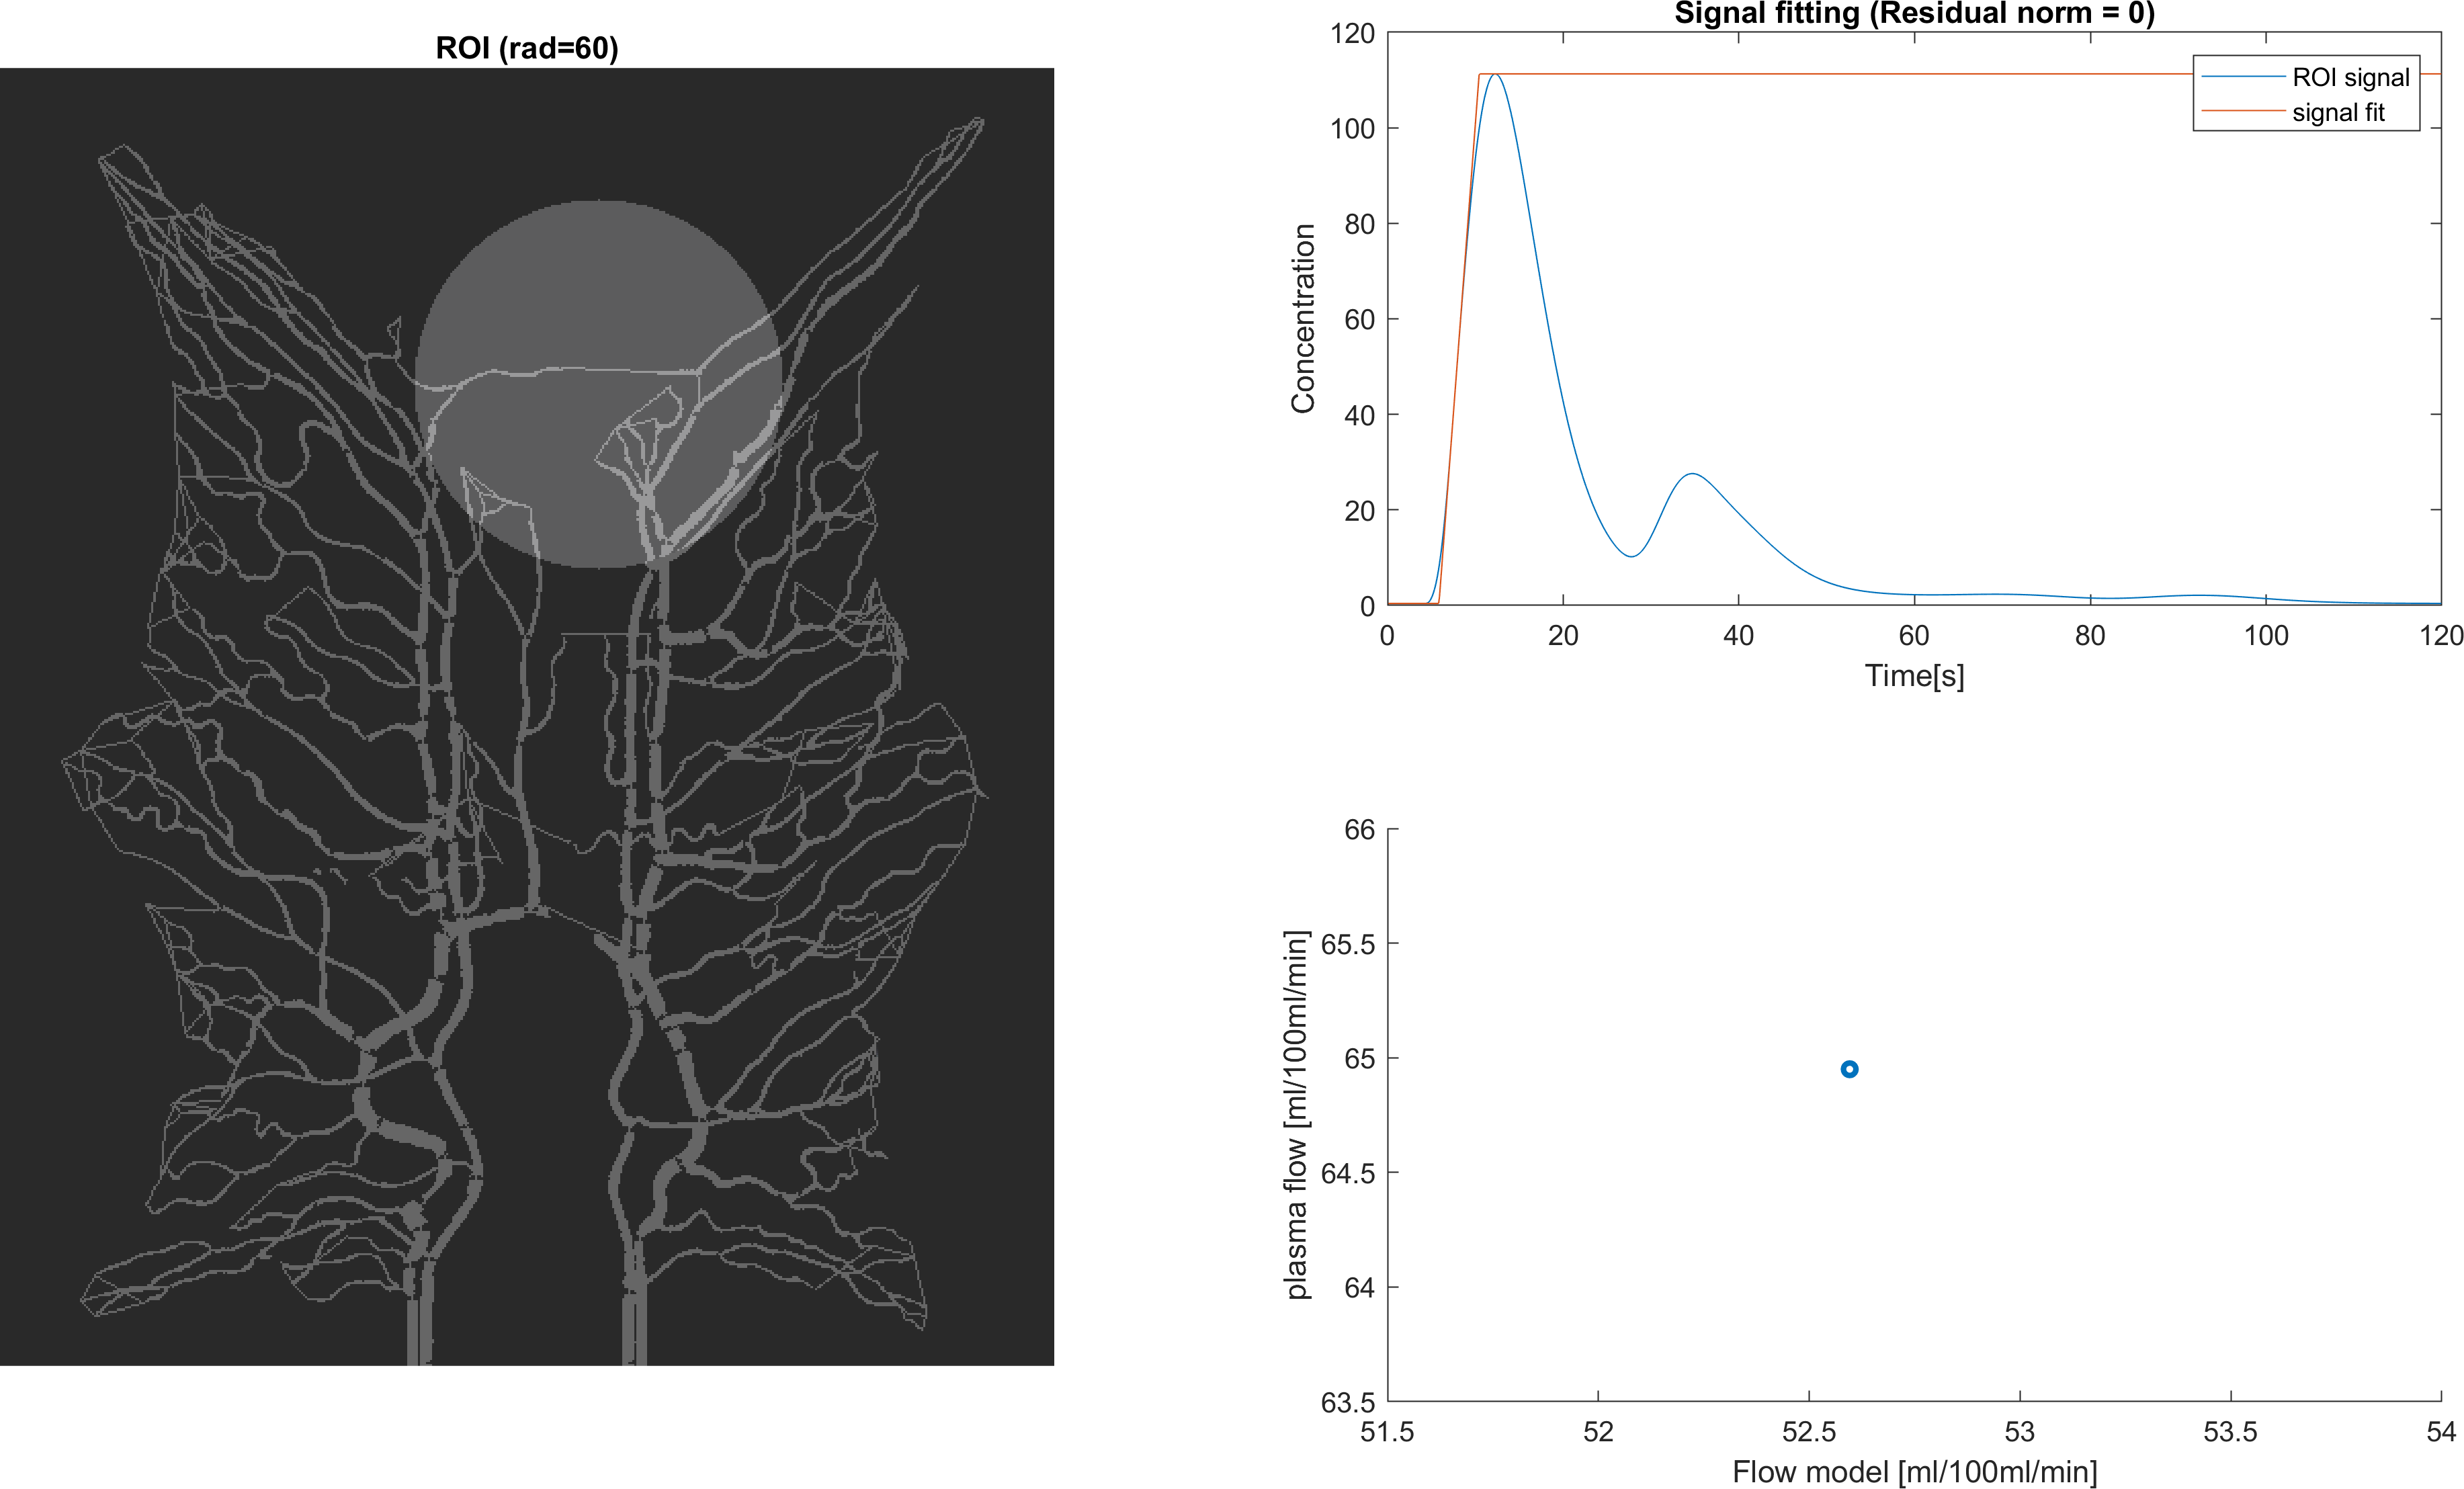 ROI (rad=60)
Signal fitting (Residual norm = 0)
120
100
80
60
40
20
0
Concentration
ROI signal
signal fit
0 20 40 60 80 100 120
Time[s]
66
65.5
65
64.5
64
63.5
plasma flow [ml/100ml/min]
51.5 52 52.5 53 53.5 54
Flow model [ml/100ml/min]